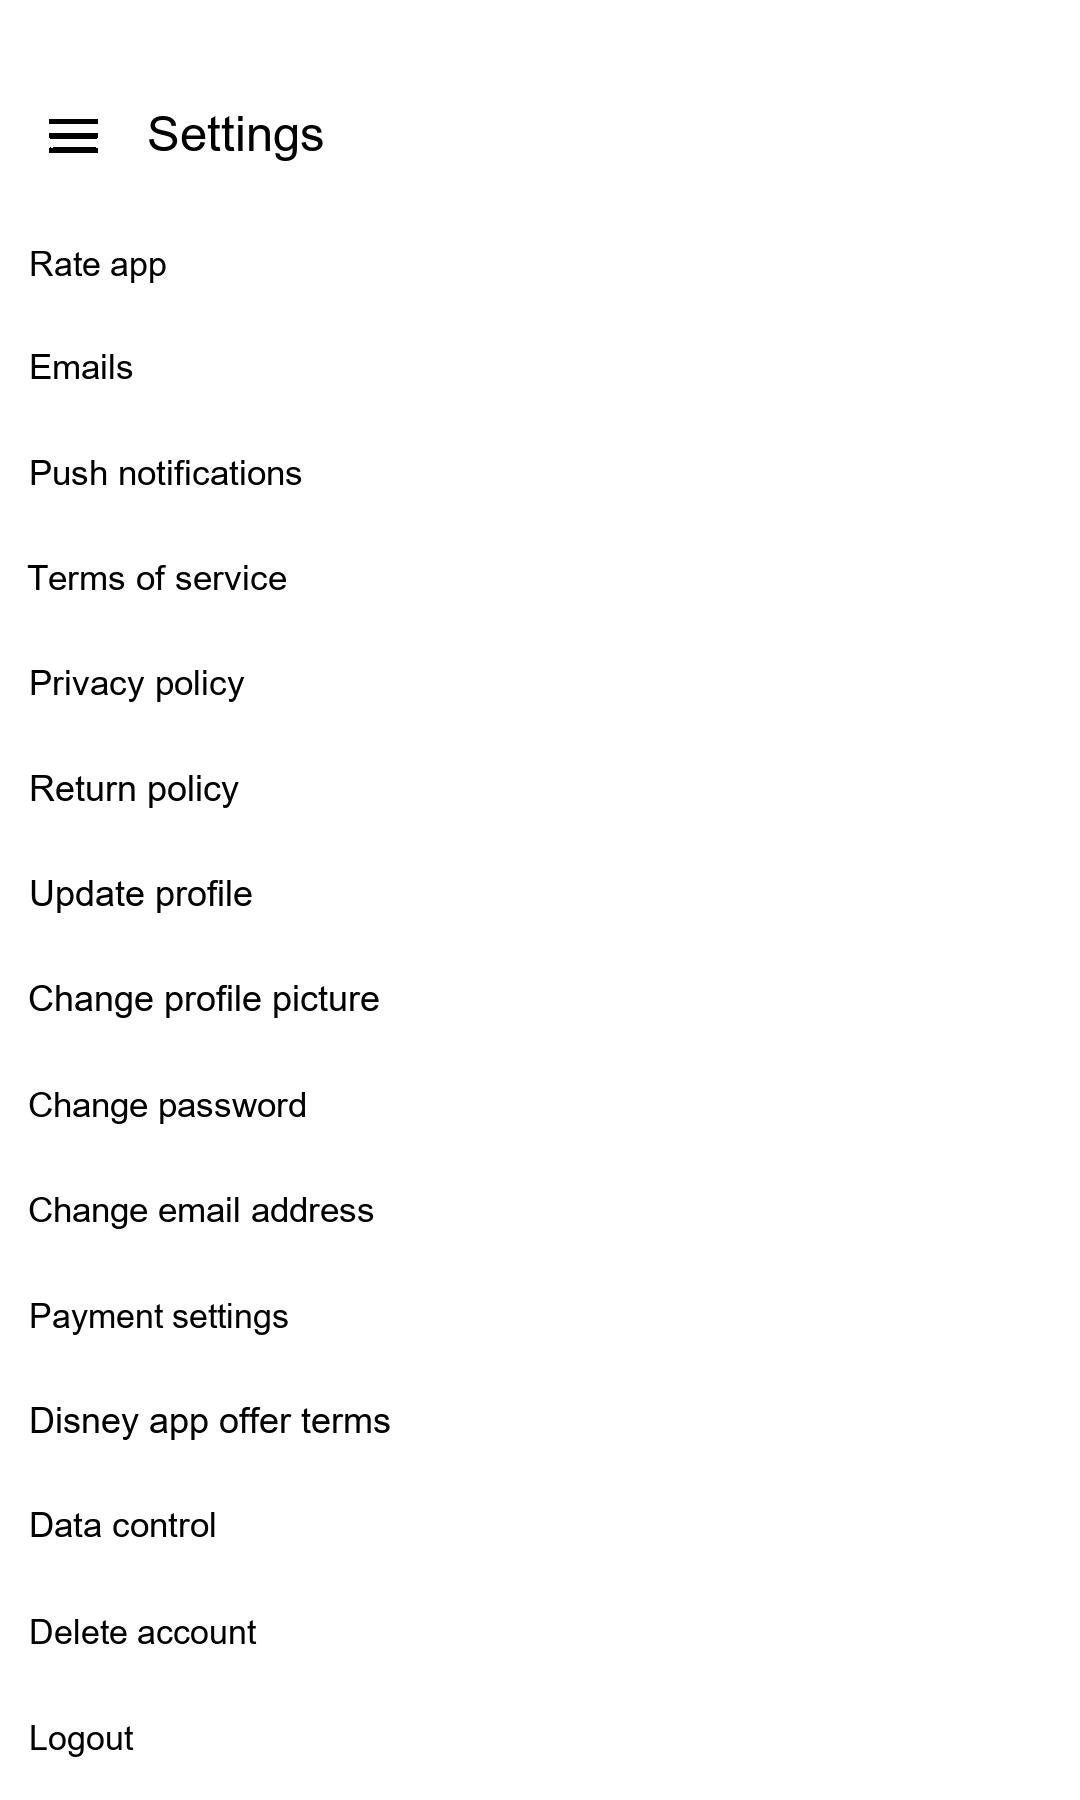 Settings
Rate app
Emails
Push notifications
Terms of service
Privacy policy
Return policy
Update profile
Change profile picture
Change password
Change email address
Payment settings
Disney app offer terms
Data control
Delete account
Logout